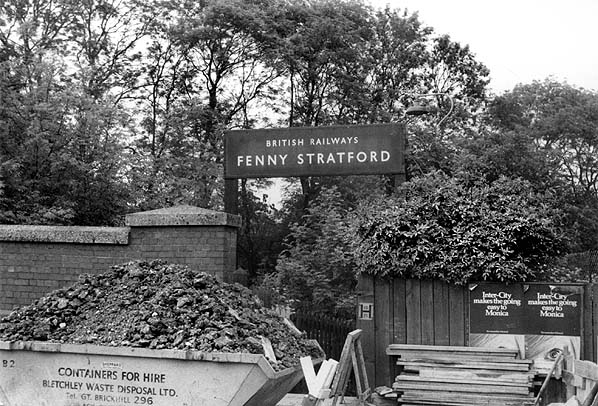 BRITISH RAILWAYS
FENNY STRATFORD
H
Inter-City
makes the going
easy to
Monica
Inter-City
makes the going
easy to
Monica
B2
CONTAINERS FOR HIRE
BLETCHLEY WASTE DISPOSAL LTD.
Tel. GT. BRICKHILL 296